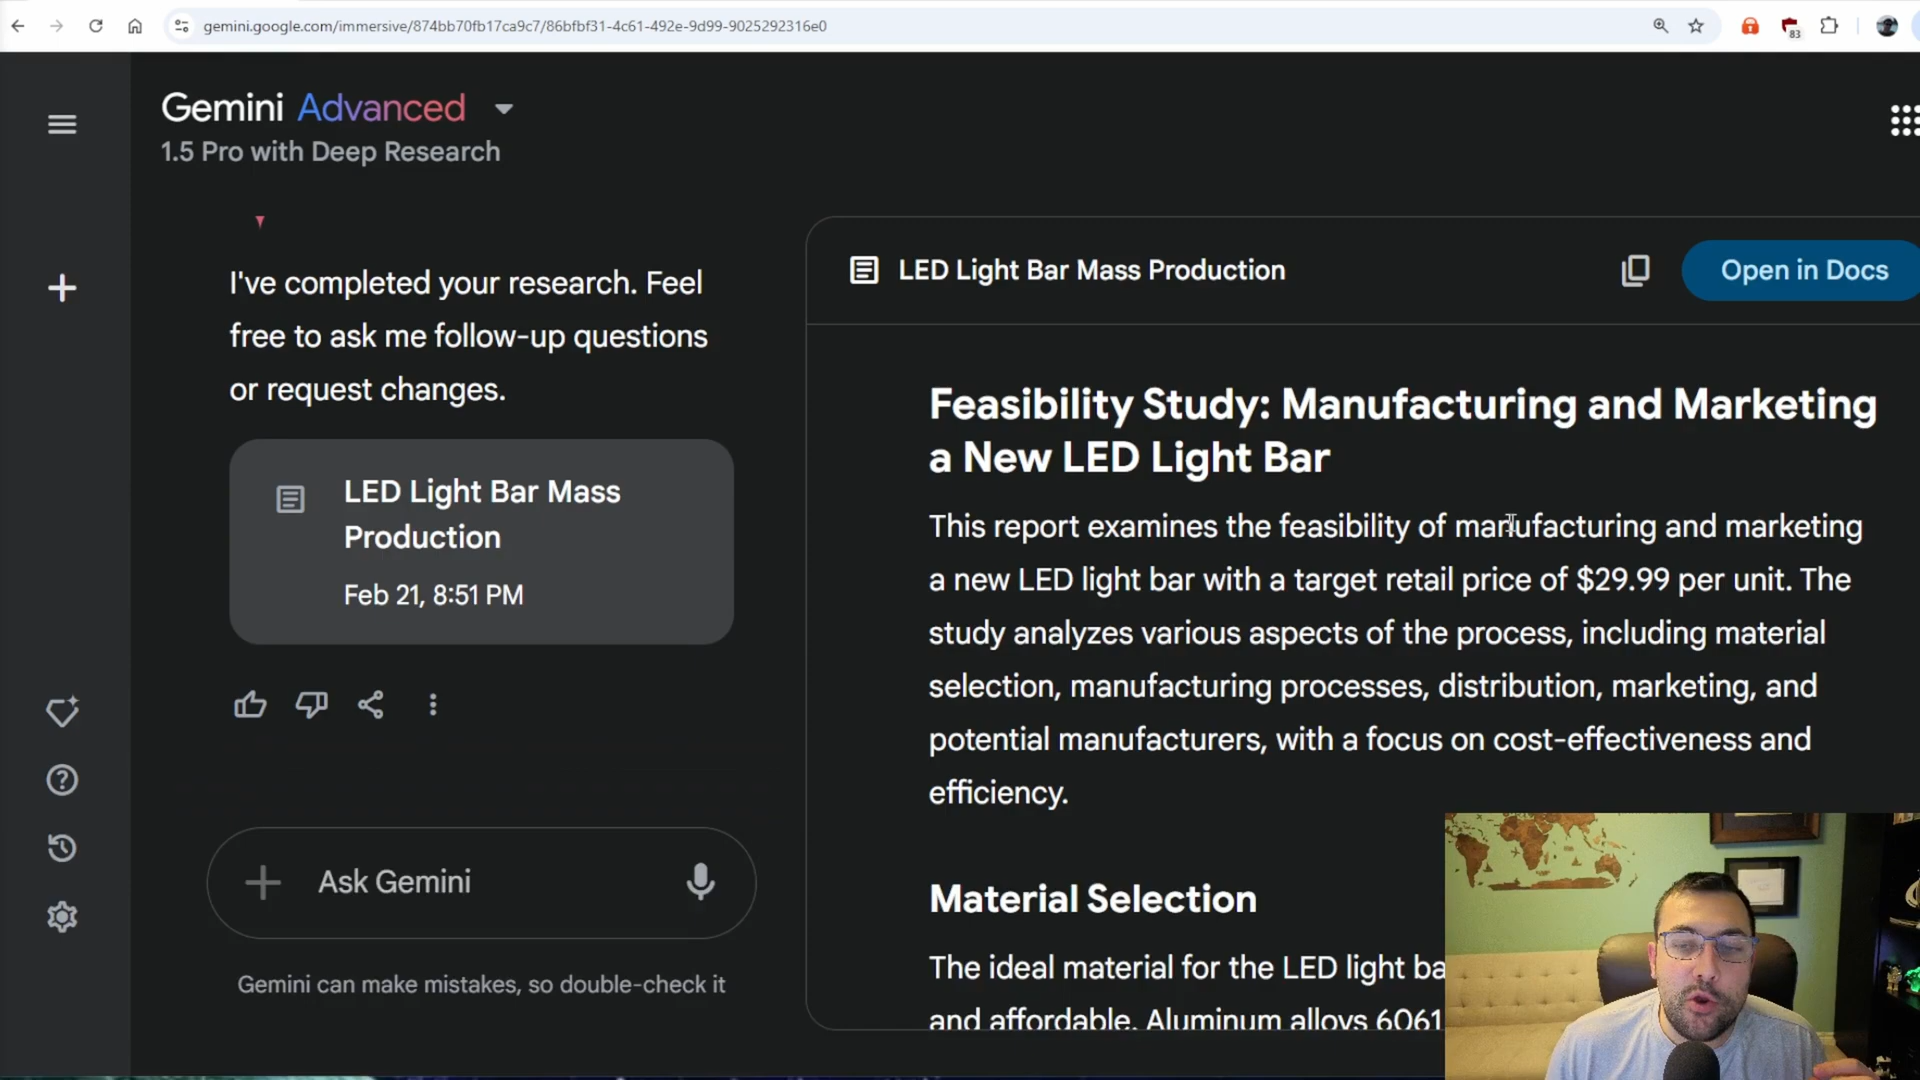 gemini.google.com/immersive/874bb70fb17ca9c7/86bfbf31-4c61-492e-9d99-9025292316e0
83
Gemini Advanced
1.5 Pro with Deep Research
I've completed your research. Feel
free to ask me follow-up questions
or request changes.
LED Light Bar Mass
Production
Feb 21, 8:51 PM
Ask Gemini
Gemini can make mistakes, so double-check it
LED Light Bar Mass Production
Open in Docs
Feasibility Study: Manufacturing and Marketing
a New LED Light Bar
This report examines the feasibility of manufacturing and marketing
a new LED light bar with a target retail price of $29.99 per unit. The
study analyzes various aspects of the process, including material
selection, manufacturing processes, distribution, marketing, and
potential manufacturers, with a focus on cost-effectiveness and
efficiency.
Material Selection
The ideal material for the LED light ba
and affordable. Aluminum alloys 6061